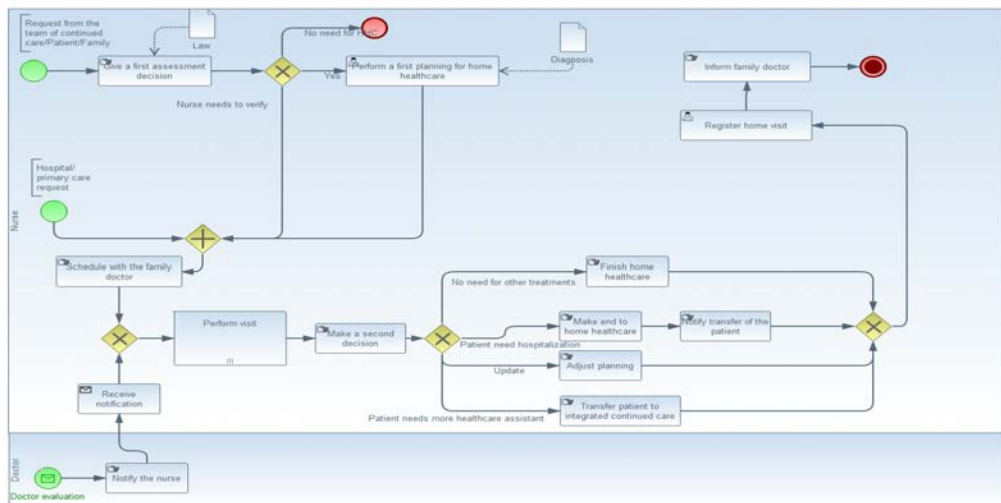 Request from the
team of continued
care/Patient/Family
Law
No need for HHC
Give a first assessment
decision
Yes
Perform a first planning for home
healthcare
Diagnosis
Inform family doctor
Nurse needs to verify
Register home visit
Hospital/
primary care
request
Nurse
Schedule with the family
doctor
Perform visit
Make a second
decision
No need for other treatments
Finish home
healthcare
Patient need hospitalization
Make end to
home healthcare
Notify transfer of the
patient
Update
Adjust planning
Patient needs more healthcare assistant
Transfer patient to
integrated continued care
Receive
notification
Doctor
Notify the nurse
Doctor evaluation